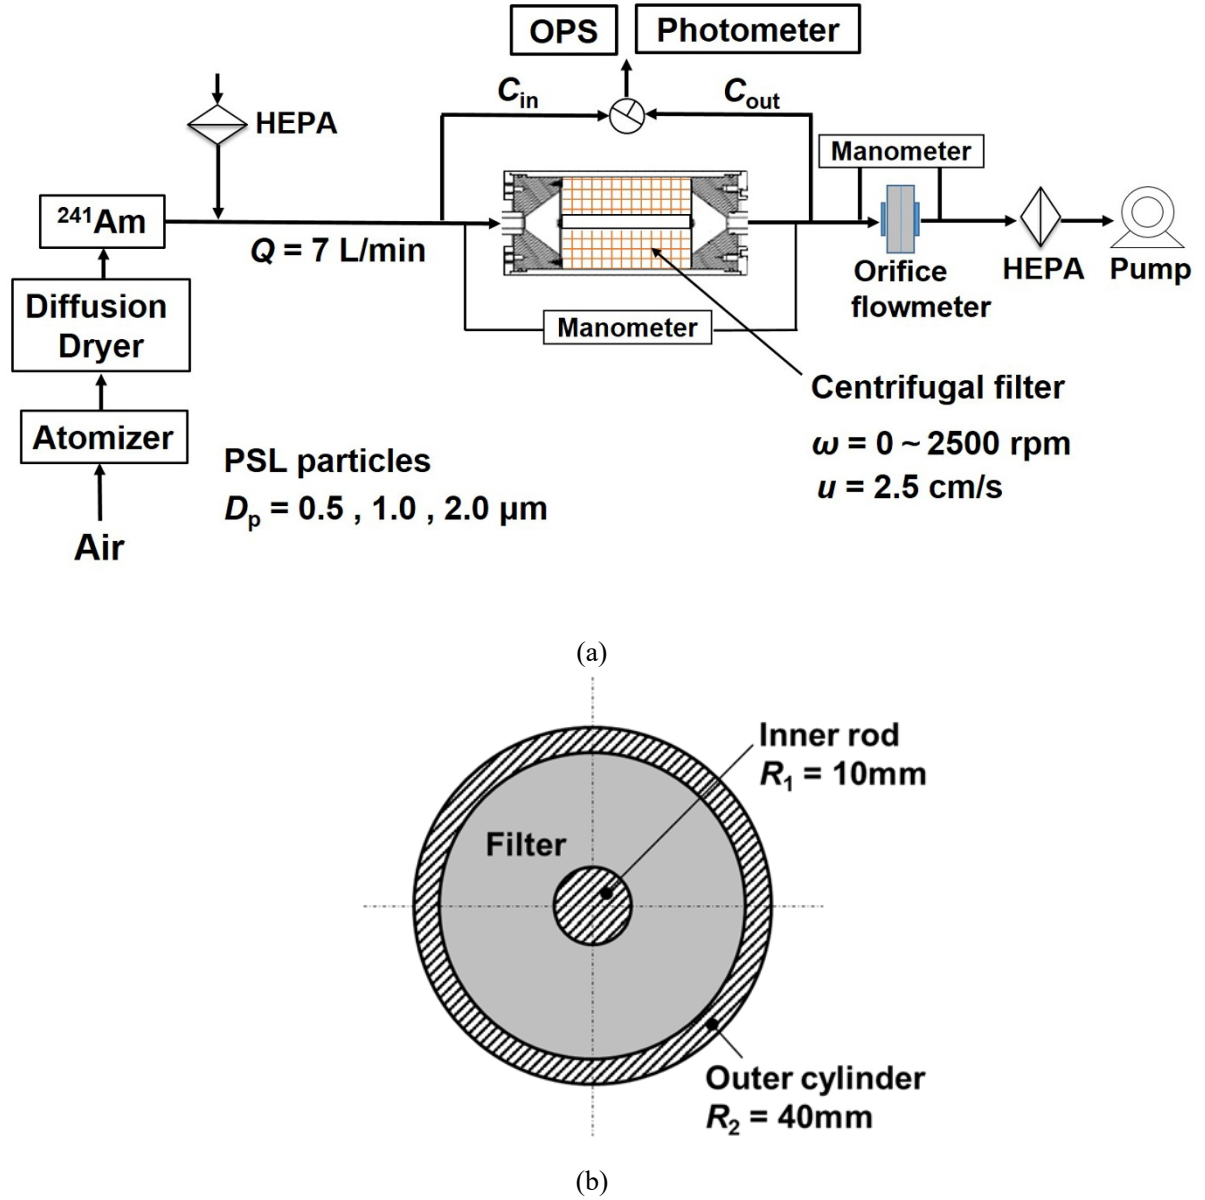 OPS
Photometer
Cin
Cout
HEPA
Manometer
241Am
Q = 7 L/min
Orifice
flowmeter
HEPA
Pump
Diffusion
Dryer
Manometer
Centrifugal filter
Atomizer
ω = 0 ~ 2500 rpm
PSL particles
u = 2.5 cm/s
Dp = 0.5 , 1.0 , 2.0 μm
Air
(a)
Inner rod
R1 = 10mm
Filter
Outer cylinder
R2 = 40mm
(b)